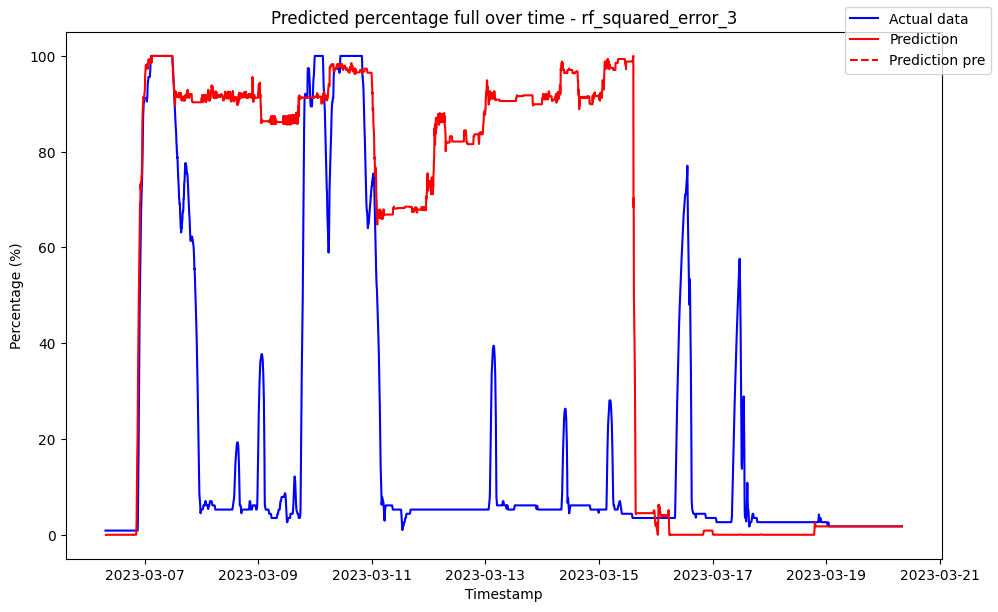 Predicted percentage full over time - rf_squared_error_3
Actual data
Prediction
Prediction pre
100
80
60
40
20
0
Percentage (%)
2023-03-07
2023-03-09
2023-03-11
2023-03-13
2023-03-15
2023-03-17
2023-03-19
2023-03-21
Timestamp